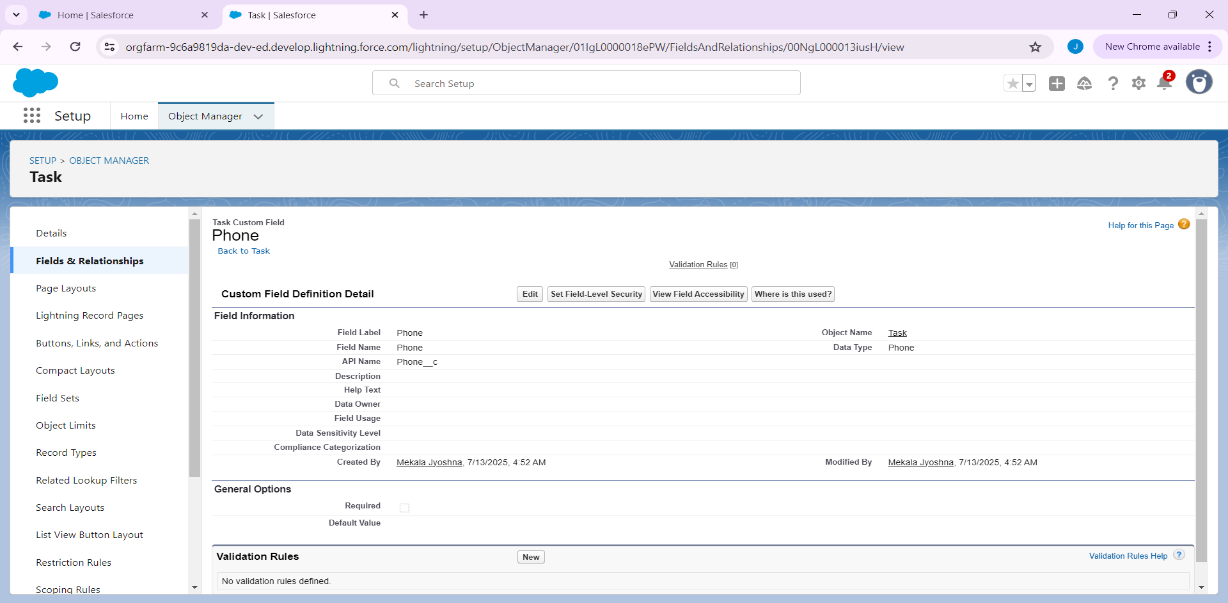 Home | Salesforce
Task | Salesforce
orgfarm-9c6a9819da-dev-ed.develop.lightning.force.com/lightning/setup/ObjectManager/01IgL0000018ePW/FieldsAndRelationships/00NgL000013iusH/view
J
New Chrome available
Search Setup
2
Setup
Home
Object Manager
SETUP > OBJECT MANAGER
Task
Details
Fields & Relationships
Page Layouts
Lightning Record Pages
Buttons, Links, and Actions
Compact Layouts
Field Sets
Object Limits
Record Types
Related Lookup Filters
Search Layouts
List View Button Layout
Restriction Rules
Scoping Rules
Task Custom Field
Phone
Back to Task
Help for this Page ?
Validation Rules [0]
Custom Field Definition Detail
Edit Set Field-Level Security View Field Accessibility Where is this used?
Field Information
Field Label Phone Object Name Task
Field Name Phone Data Type Phone
API Name Phone__c
Description
Help Text
Data Owner
Field Usage
Data Sensitivity Level
Compliance Categorization
Created By Mekala Jyoshna, 7/13/2025, 4:52 AM Modified By Mekala Jyoshna, 7/13/2025, 4:52 AM
General Options
Required
Default Value
Validation Rules New Validation Rules Help ?
No validation rules defined.